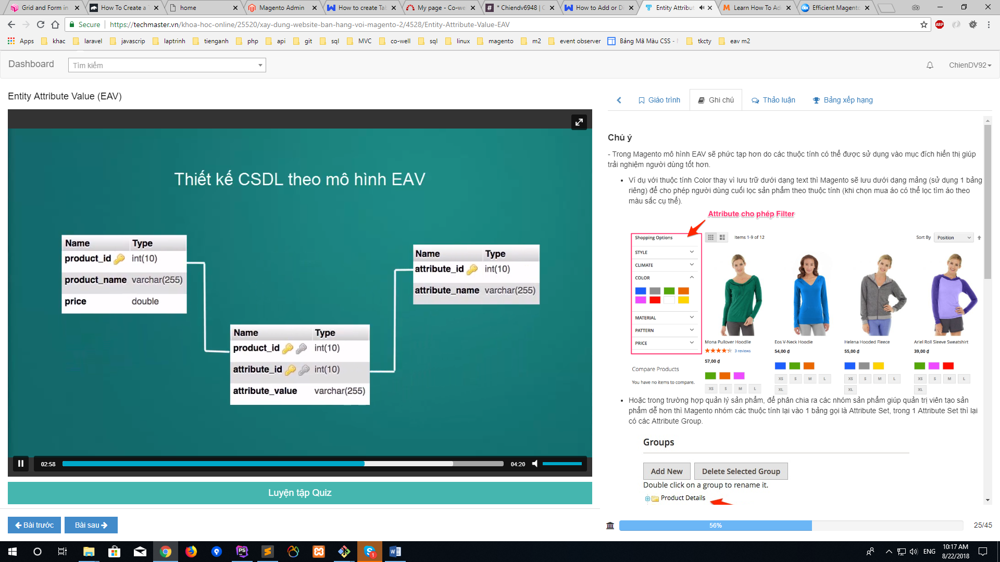 Grid and Form in
How To Create a T
home
Magento Admin
How to create Tab
My page - Co-we
* Chiendv6948 | C
How to Add or Di
Entity Attribut
Learn How To Ad
Efficient Magento
do
Secure
https://techmaster.vn/khoa-hoc-online/25520/xay-dung-website-ban-hang-voi-magento-2/4528/Entity-Attribute-Value-EAV
ABP
Apps khac laravel javascrip laptrinh tienganh php api git sql MVC co-well sql linux magento m2 event observer Bảng Mã Màu CSS - tkcty eav m2
Dashboard
Tìm kiếm
ChienDV92
Entity Attribute Value (EAV)
Thiết kế CSDL theo mô hình EAV
Name Type
product_id int(10)
product_name varchar(255)
price double
Name Type
product_id int(10)
attribute_id int(10)
attribute_value varchar(255)
Name Type
attribute_id int(10)
attribute_name varchar(255)
02:58
04:20
Luyện tập Quiz
Bài trước
Bài sau
Giáo trình
Ghi chú
Thảo luận
Bảng xếp hạng
Chú ý
- Trong Magento mô hình EAV sẽ phức tạp hơn do các thuộc tính có thể được sử dụng vào mục đích hiển thị giúp
trải nghiệm người dùng tốt hơn.
• Ví dụ với thuộc tính Color thay vì lưu trữ dưới dạng text thì Magento sẽ lưu dưới dạng mảng (sử dụng 1 bảng
riêng) để cho phép người dùng cuối lọc sản phẩm theo thuộc tính (khi chọn mua áo có thể lọc tìm áo theo
màu sắc cụ thể).
Attribute cho phép Filter
Shopping Options
STYLE
CLIMATE
COLOR
MATERIAL
PATTERN
PRICE
Compare Products
You have no items to compare.
Items 1-9 of 12
Sort By Position
Mona Pullover Hoodlie
3 reviews
57,00 ₫
XS S M L
Eos V-Neck Hoodie
54,00 ₫
XS S M L
XL
Helena Hooded Fleece
55,00 ₫
XS S M L
XL
Ariel Roll Sleeve Sweatshirt
39,00 ₫
XS S M L
XL
• Hoặc trong trường hợp quản lý sản phẩm, để phân chia ra các nhóm sản phẩm giúp quản trị viên tạo sản
phẩm dễ hơn thì Magento nhóm các thuộc tính lại vào 1 bảng gọi là Attribute Set, trong 1 Attribute Set thì lại
có các Attribute Group.
Groups
Add New
Delete Selected Group
Double click on a group to rename it.
Product Details
56%
25/45
PS
1
ENG
10:17 AM
8/22/2018